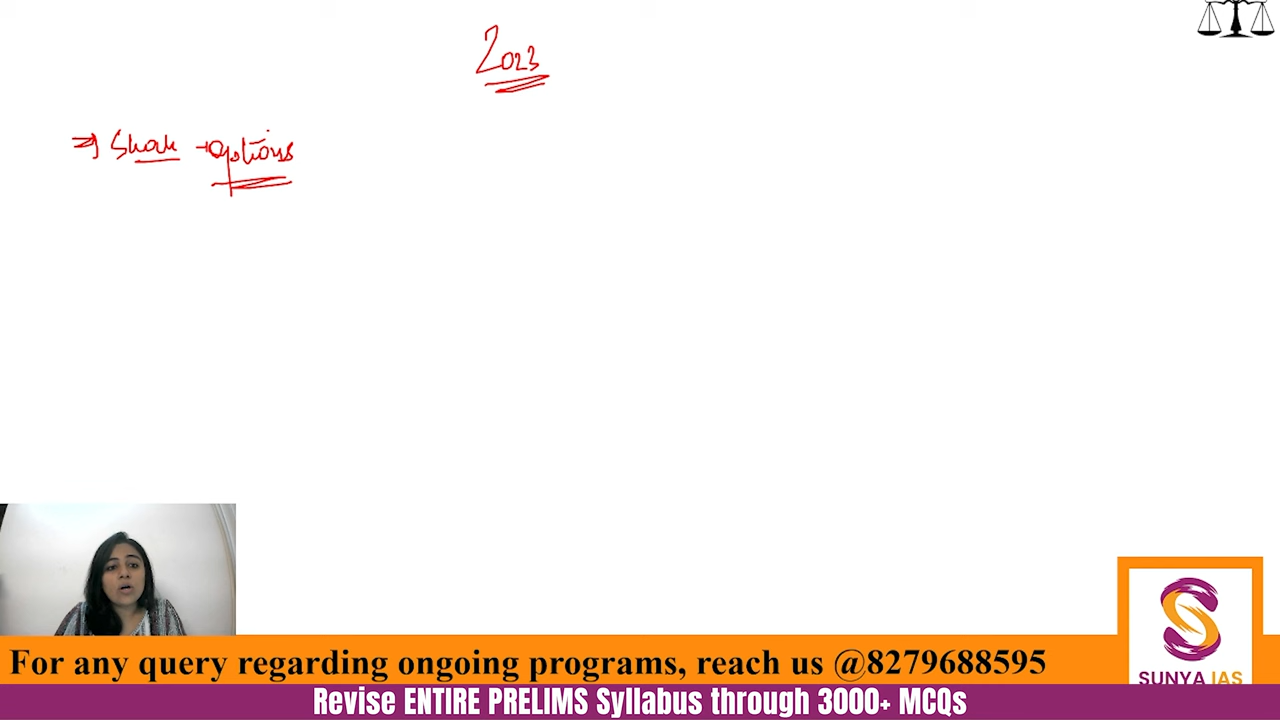 2023
options
For any query regarding ongoing programs, reach us @8279688595
SUNYA IAS
Revise ENTIRE PRELIMS Syllabus through 3000+ MCQs